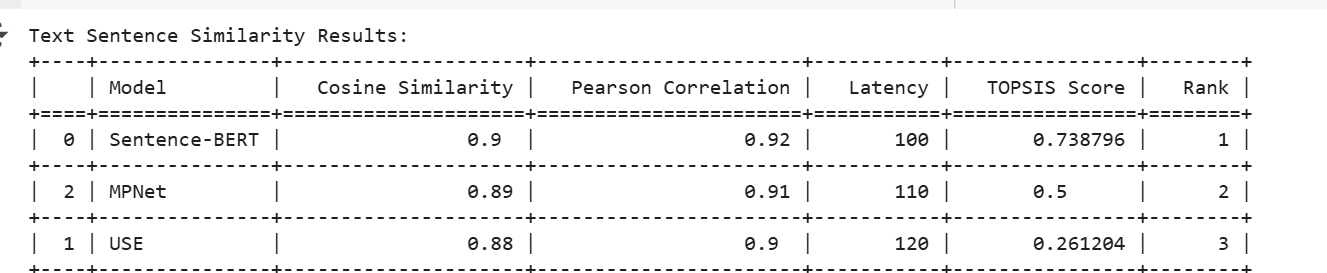 Text Sentence Similarity Results:
+----+---------------+---------------------+-----------------------+-----------+----------------+--------+
|    | Model         |   Cosine Similarity |   Pearson Correlation |   Latency |   TOPSIS Score |   Rank |
+====+===============+=====================+=======================+===========+================+========+
|  0 | Sentence-BERT |                0.9  |                  0.92 |       100 |       0.738796 |      1 |
+----+---------------+---------------------+-----------------------+-----------+----------------+--------+
|  2 | MPNet         |                0.89 |                  0.91 |       110 |       0.5      |      2 |
+----+---------------+---------------------+-----------------------+-----------+----------------+--------+
|  1 | USE           |                0.88 |                  0.9  |       120 |       0.261204 |      3 |
+----+---------------+---------------------+-----------------------+-----------+----------------+--------+